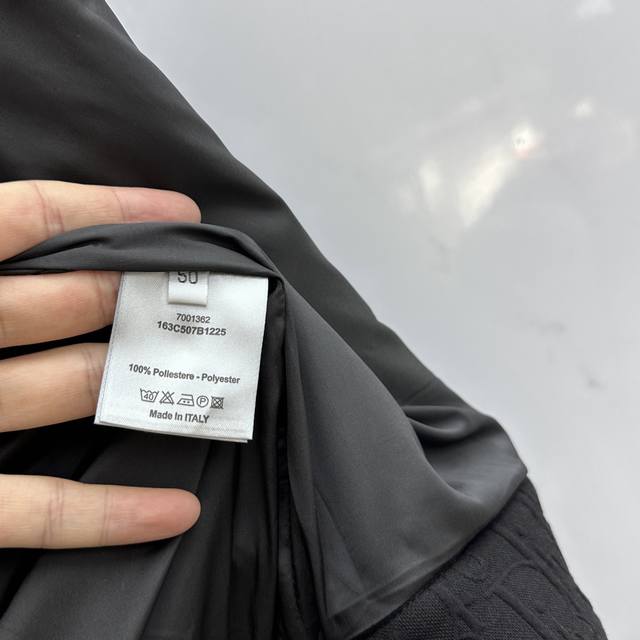 50
7001362
163C507B1225
100% Poliestere - Polyester
40
Made In ITALY